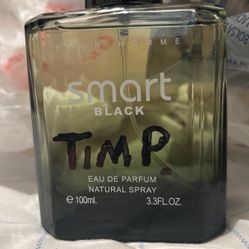 POUR HOMME
smart
BLACK
TIM P.
EAU DE PARFUM
NATURAL SPRAY
℮ 100ml. 3.3FL.OZ.